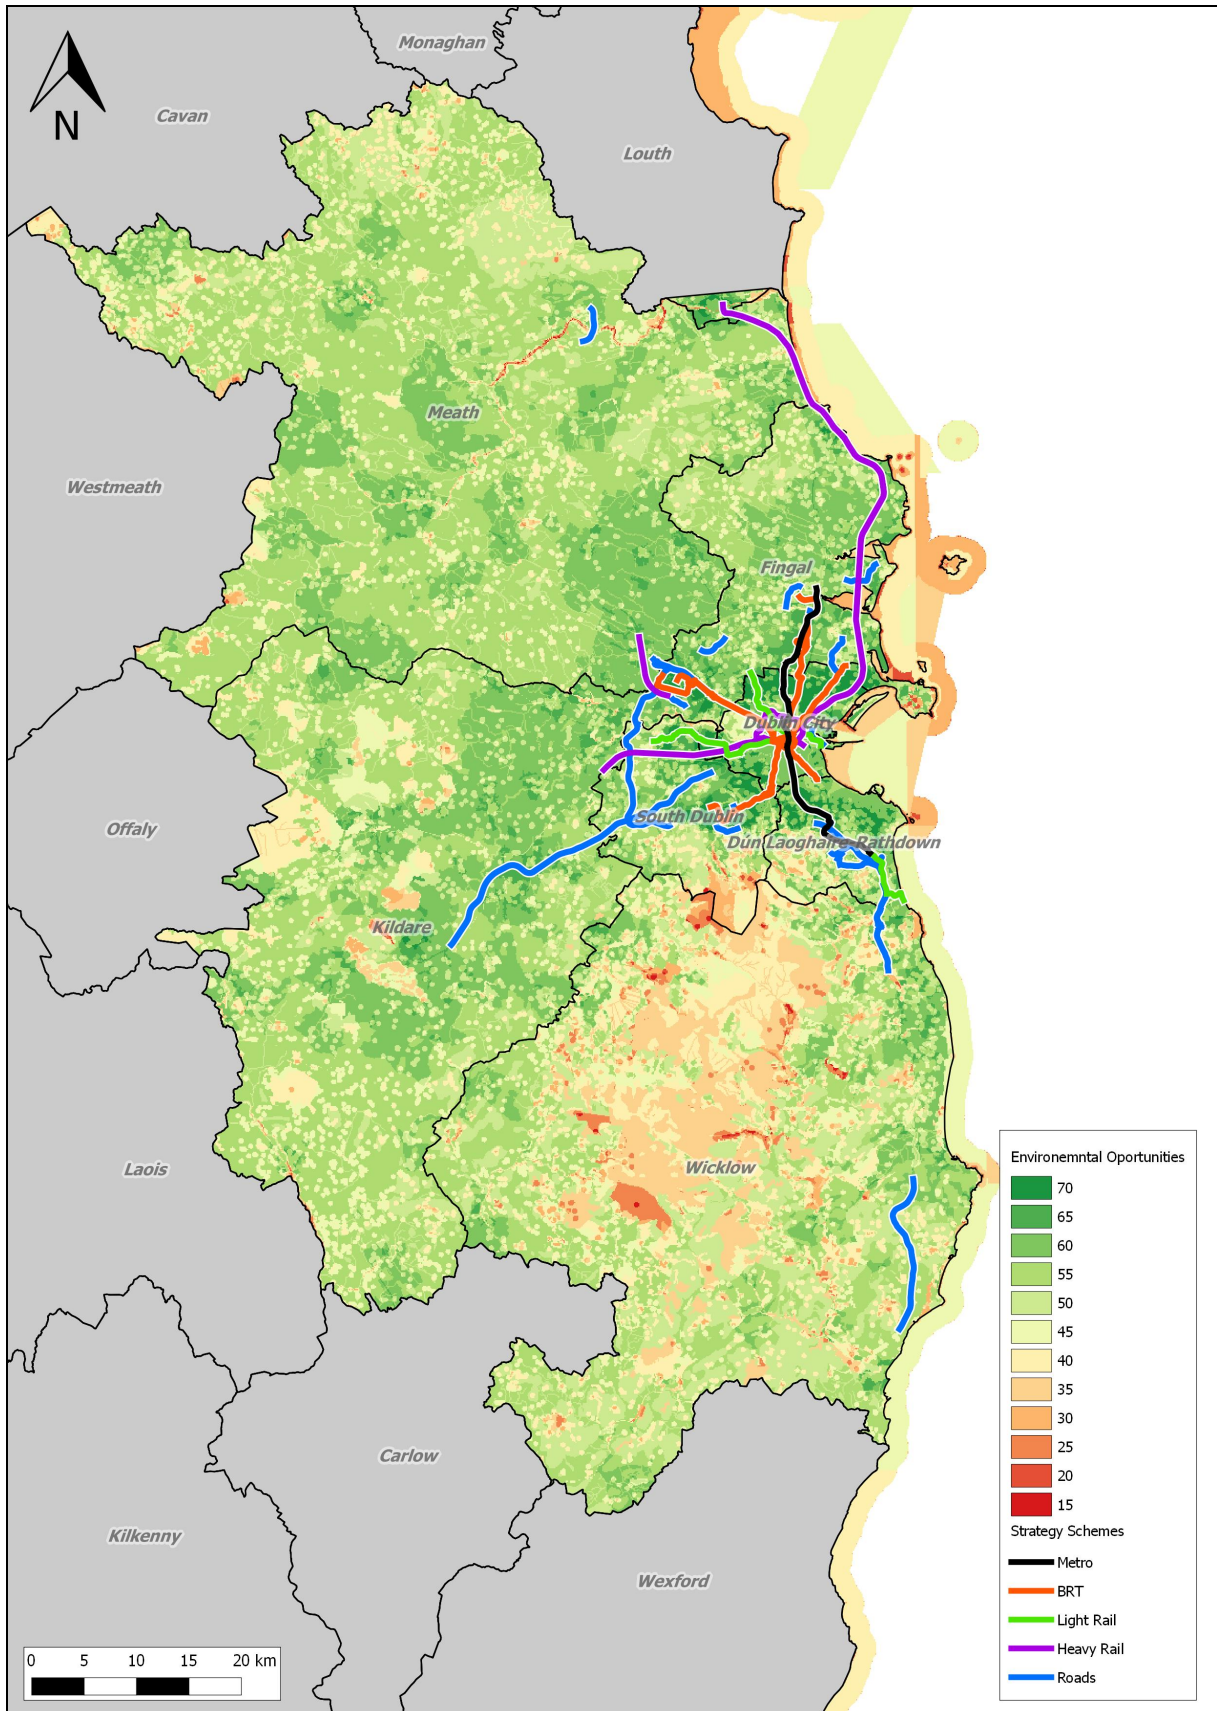 Monaghan
N
Cavan
Louth
Meath
Westmeath
Fingal
Dublin City
Offaly
South Dublin
Dún Laoghaire-Rathdown
Kildare
Laois
Wicklow
Carlow
Kilkenny
Wexford
Environemntal Oportunities
70
65
60
55
50
45
40
35
30
25
20
15
Strategy Schemes
Metro
BRT
Light Rail
Heavy Rail
Roads
0 5 10 15 20 km